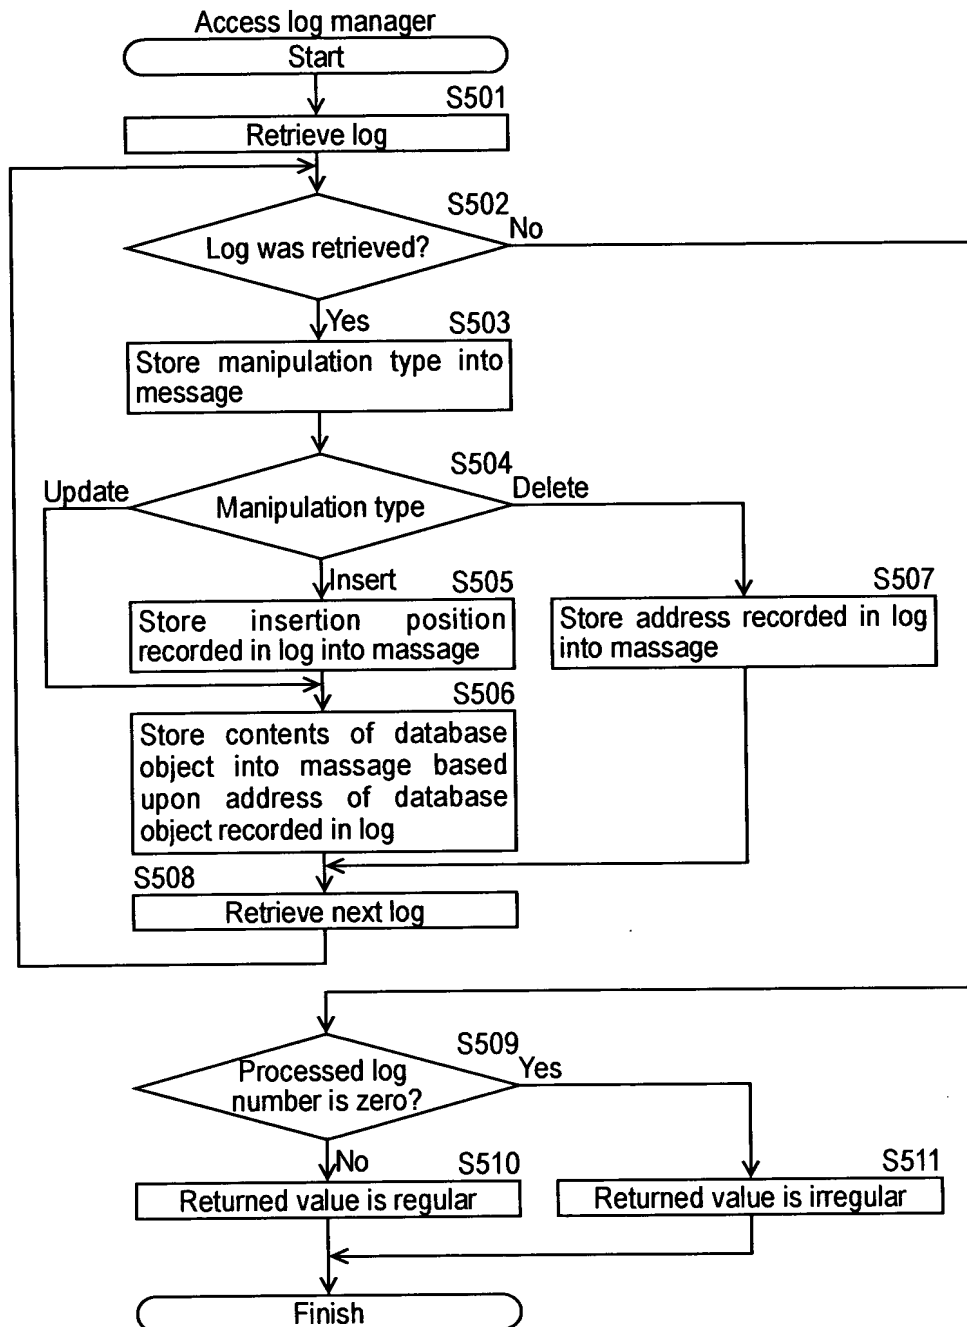 Access log manager
Start
S501
Retrieve log
S502
Log was retrieved?
No
Yes
S503
Store manipulation type into
message
S504
Update
Manipulation type
Delete
Insert
S505
Store insertion position
recorded in log into massage
S507
Store address recorded in log
into massage
S506
Store contents of database
object into massage based
upon address of database
object recorded in log
S508
Retrieve next log
S509
Processed log
number is zero?
Yes
No
S510
Returned value is regular
S511
Returned value is irregular
Finish